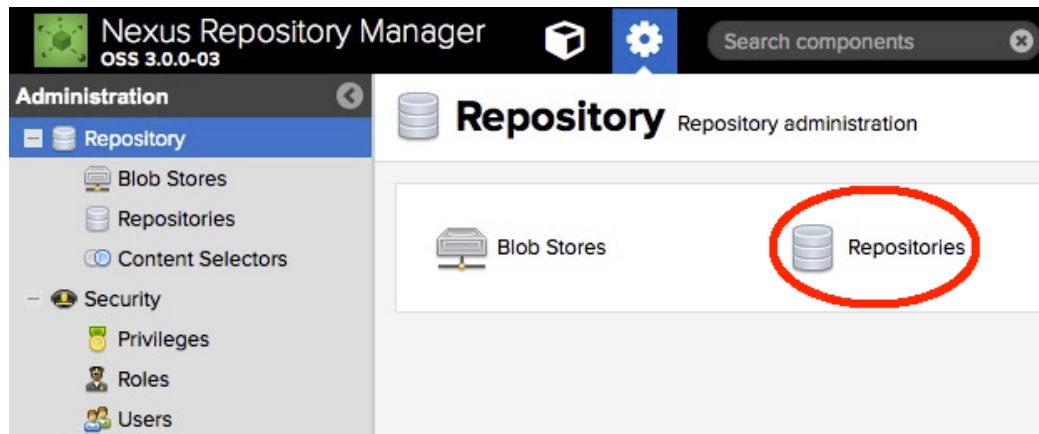 Nexus Repository Manager
OSS 3.0.0-03
Search components
Administration
Repository
Blob Stores
Repositories
Content Selectors
Security
Privileges
Roles
Users
Repository Repository administration
Blob Stores
Repositories